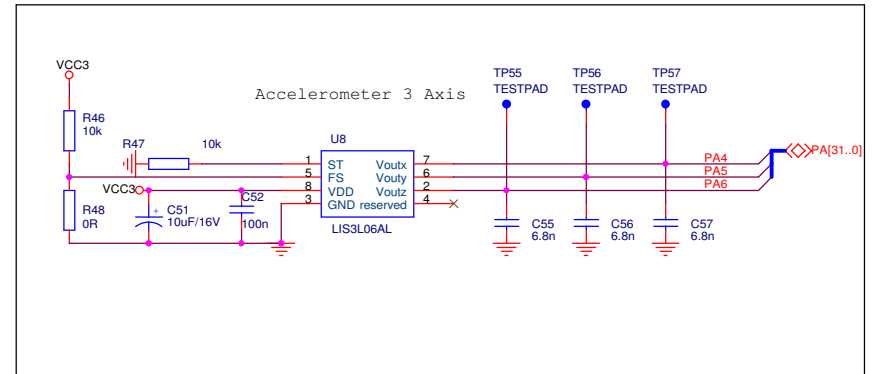 VCC3
TP55 TP56 TP57
TESTPAD TESTPAD TESTPAD
Accelerometer 3 Axis
R46
10k
R47 10k U8
1 ST Voutx 7 PA4 PA[31..0]
5 FS Vouty 6 PA5
VCC3 8 VDD Voutz 2 PA6
3 GND reserved 4
R48
0R
C51
10uF/16V
+
C52
100n
LIS3L06AL
C55
6.8n
C56
6.8n
C57
6.8n